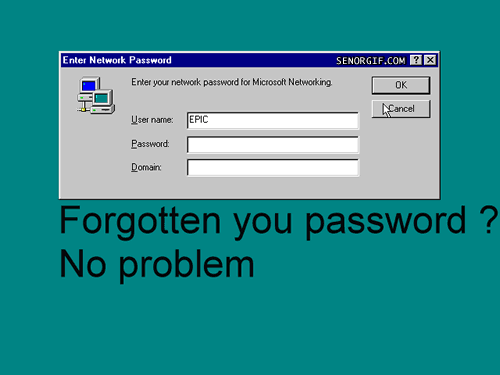 Enter Network Password
SENORGIF.COM
Enter your network password for Microsoft Networking.
OK
Cancel
User name: EPIC
Password:
Domain:
Forgotten you password ?
No problem